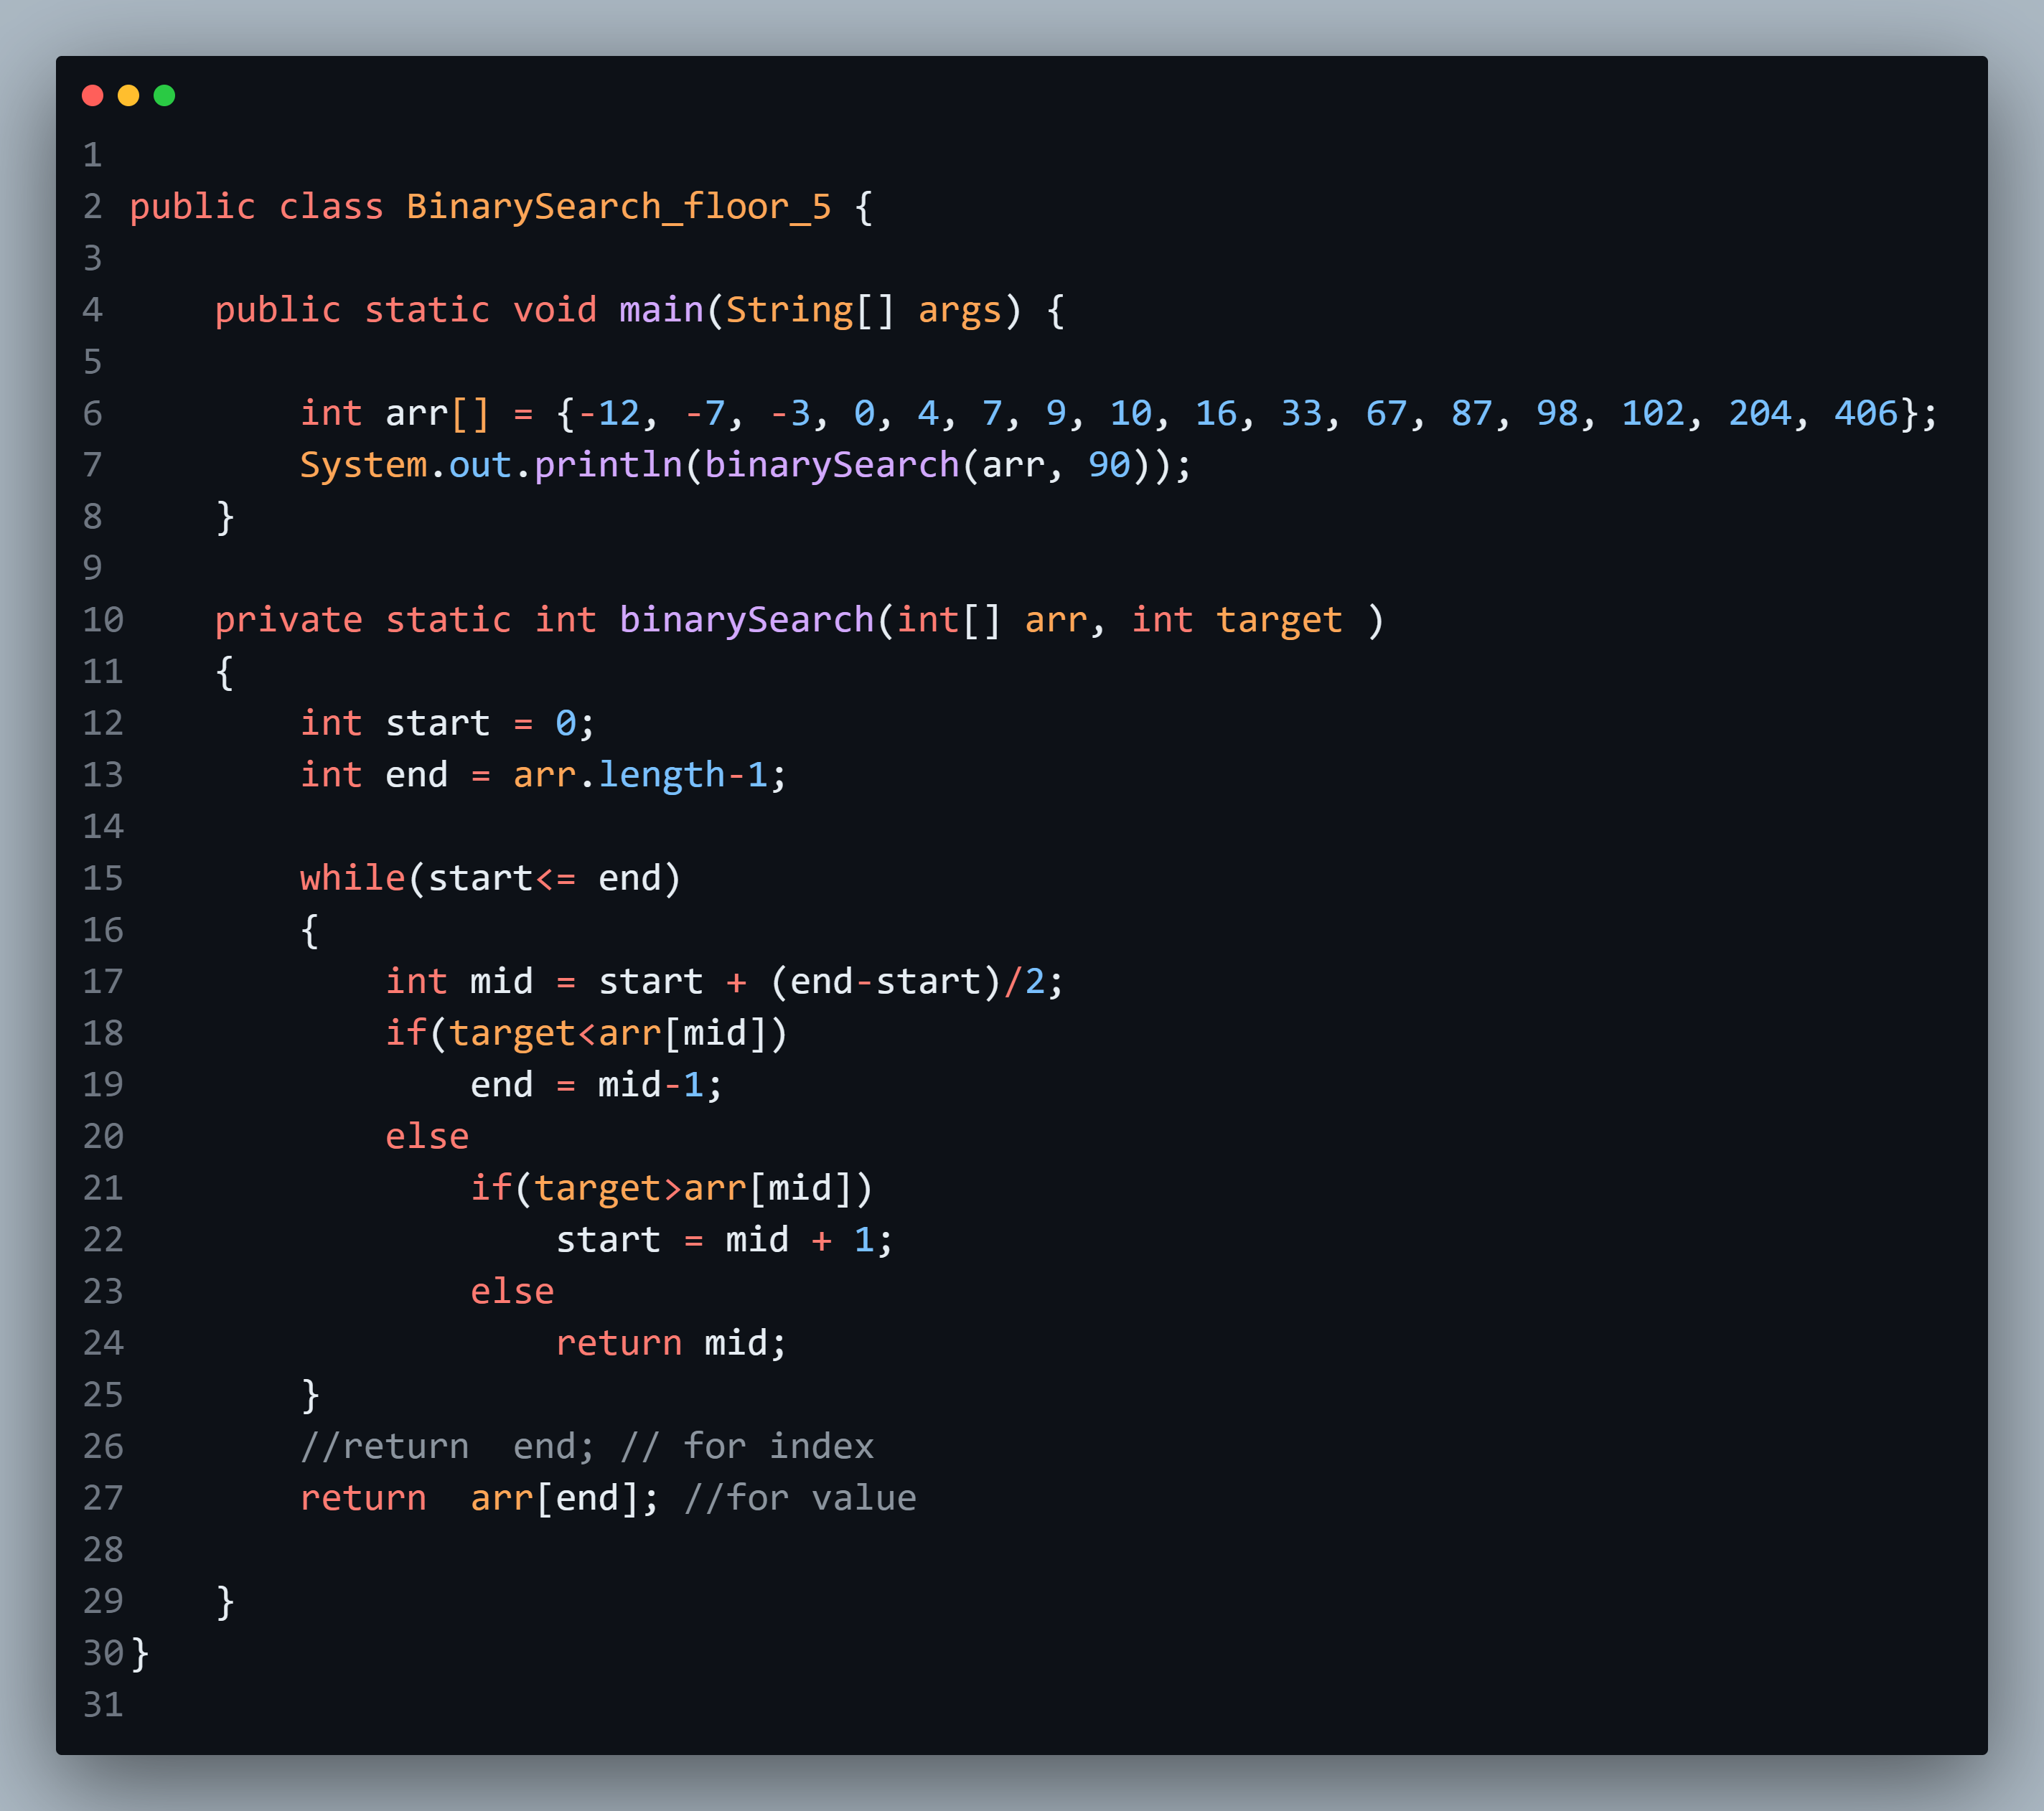 1
2 public class BinarySearch_floor_5 {
3
4     public static void main(String[] args) {
5
6         int arr[] = {-12, -7, -3, 0, 4, 7, 9, 10, 16, 33, 67, 87, 98, 102, 204, 406};
7         System.out.println(binarySearch(arr, 90));
8     }
9
10     private static int binarySearch(int[] arr, int target )
11     {
12         int start = 0;
13         int end = arr.length-1;
14
15         while(start<= end)
16         {
17             int mid = start + (end-start)/2;
18             if(target<arr[mid])
19                 end = mid-1;
20             else
21                 if(target>arr[mid])
22                     start = mid + 1;
23                 else
24                     return mid;
25         }
26         //return  end; // for index
27         return  arr[end]; //for value
28
29     }
30 }
31